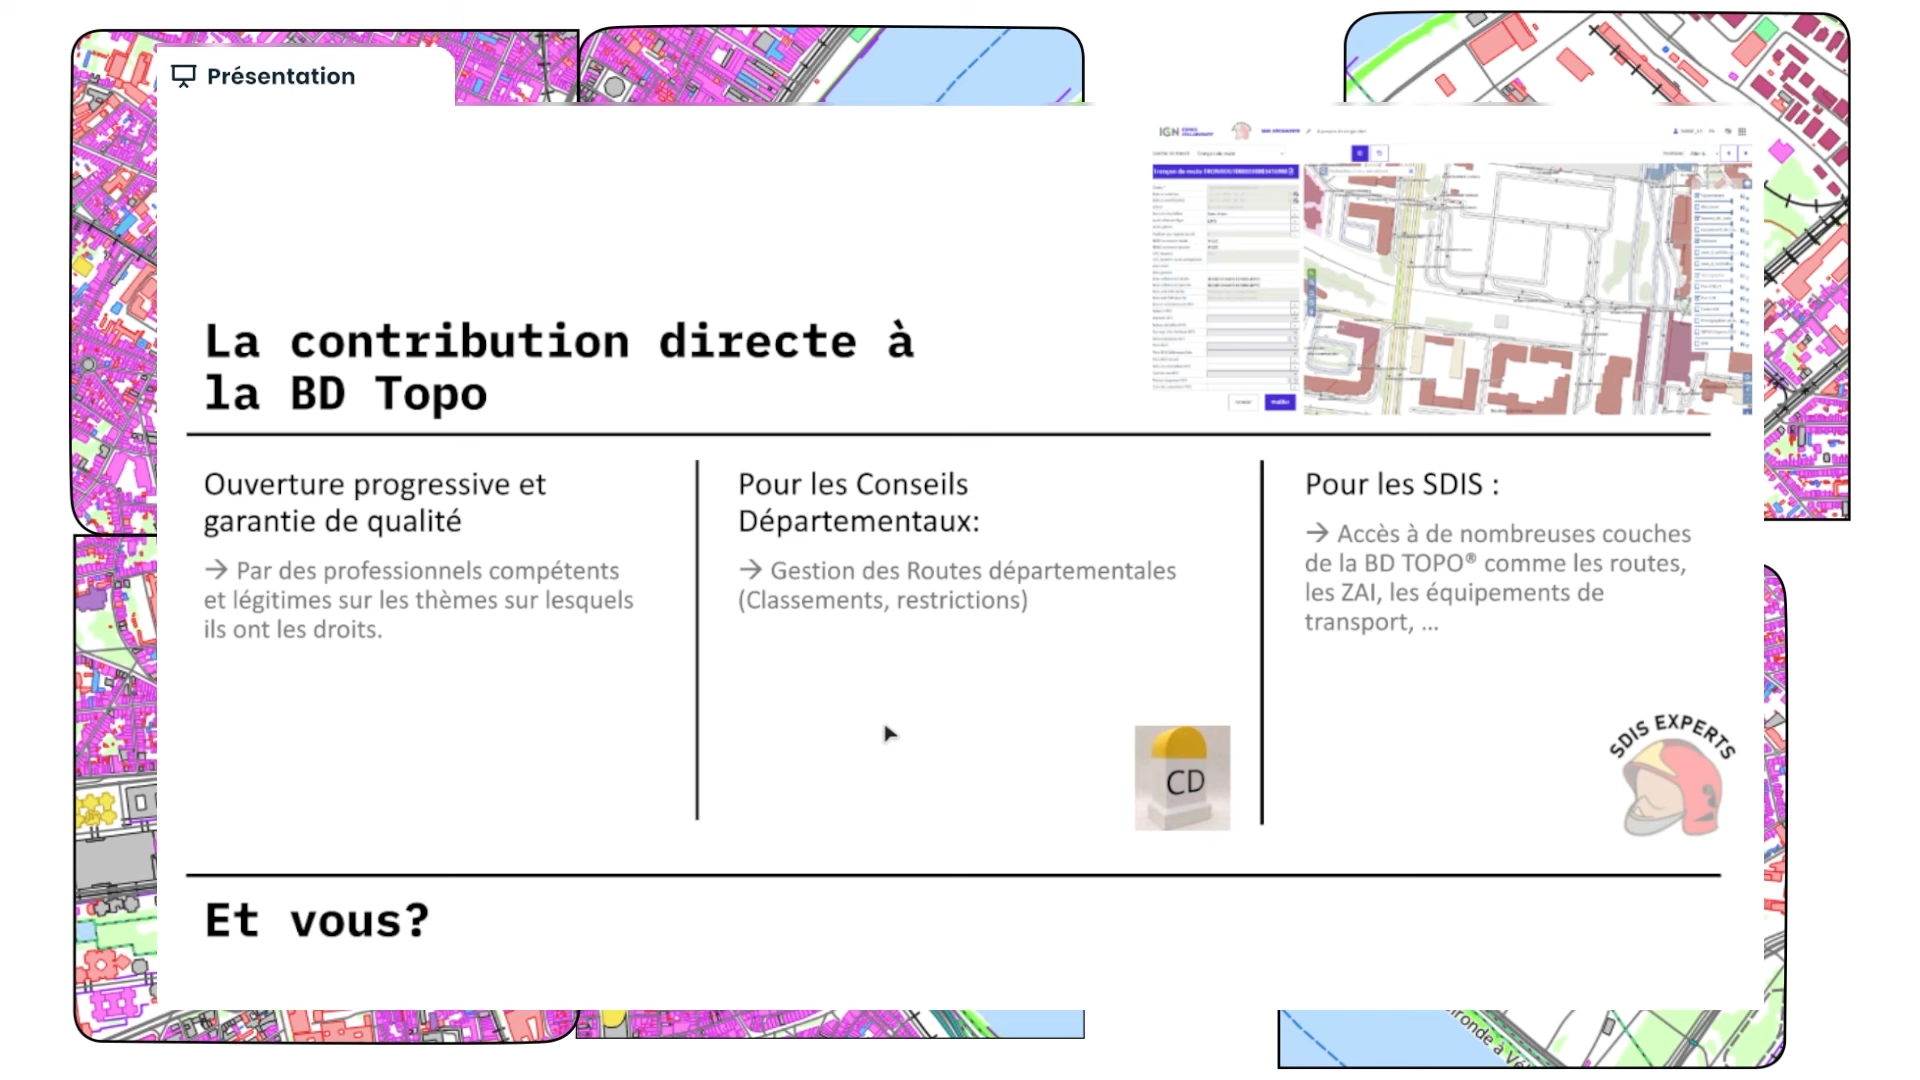 Présentation
IGN
La contribution directe à
la BD Topo
Ouverture progressive et
garantie de qualité
→ Par des professionnels compétents
et légitimes sur les thèmes sur lesquels
ils ont les droits.
Pour les Conseils
Départementaux:
→ Gestion des Routes départementales
(Classements, restrictions)
CD
Pour les SDIS :
→ Accès à de nombreuses couches
de la BD TOPO® comme les routes,
les ZAI, les équipements de
transport, ...
SDIS EXPERTS
Et vous?